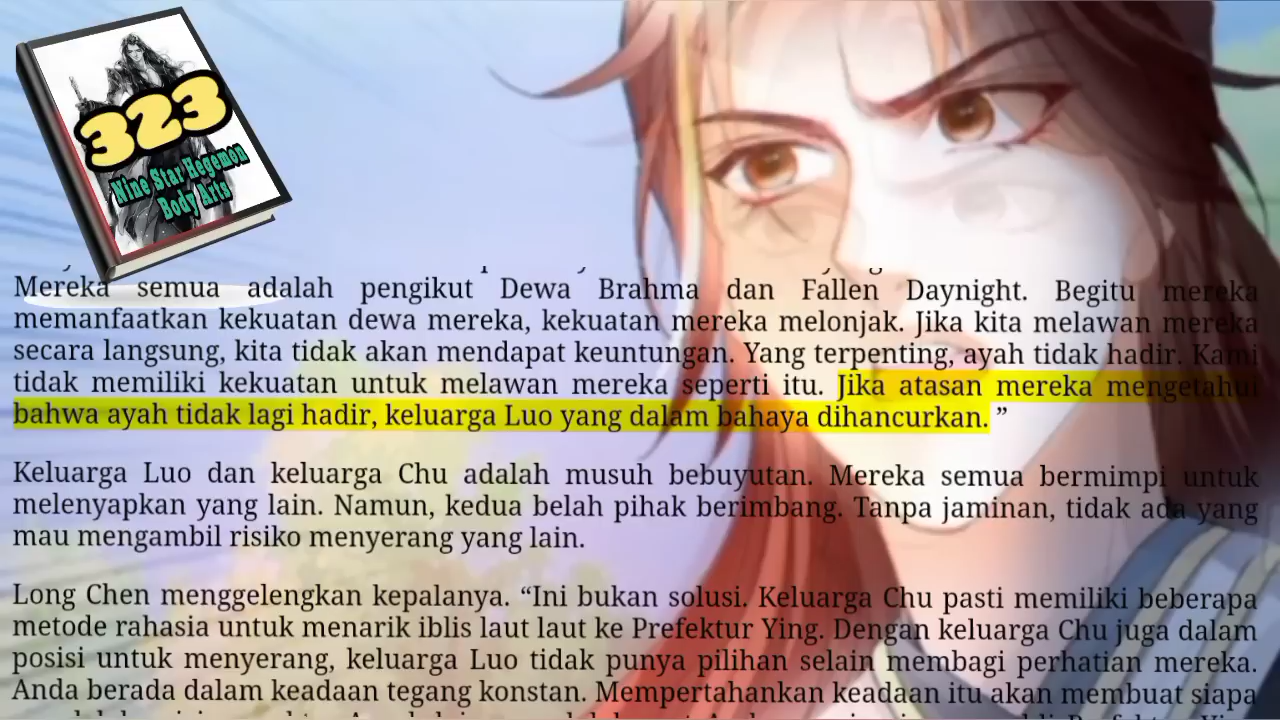 323
Nine Star Hegemon
Body Arts
Mereka semua adalah pengikut Dewa Brahma dan Fallen Daynight. Begitu mereka
memanfaatkan kekuatan dewa mereka, kekuatan mereka melonjak. Jika kita melawan mereka
secara langsung, kita tidak akan mendapat keuntungan. Yang terpenting, ayah tidak hadir. Kami
tidak memiliki kekuatan untuk melawan mereka seperti itu. Jika atasan mereka mengetahui
bahwa ayah tidak lagi hadir, keluarga Luo yang dalam bahaya dihancurkan. ”
Keluarga Luo dan keluarga Chu adalah musuh bebuyutan. Mereka semua bermimpi untuk
melenyapkan yang lain. Namun, kedua belah pihak berimbang. Tanpa jaminan, tidak ada yang
mau mengambil risiko menyerang yang lain.
Long Chen menggelengkan kepalanya. “Ini bukan solusi. Keluarga Chu pasti memiliki beberapa
metode rahasia untuk menarik iblis laut laut ke Prefektur Ying. Dengan keluarga Chu juga dalam
posisi untuk menyerang, keluarga Luo tidak punya pilihan selain membagi perhatian mereka.
Anda berada dalam keadaan tegang konstan. Mempertahankan keadaan itu akan membuat siapa